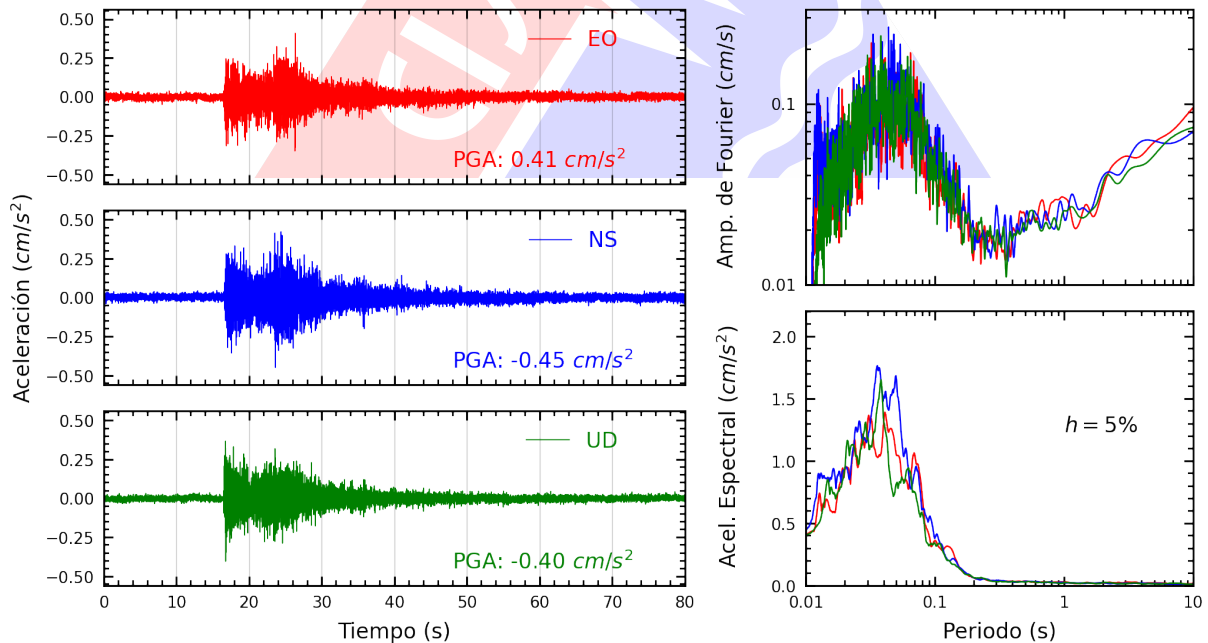 Aceleración (cm/s²)
0.50
0.25
0.00
−0.25
−0.50
EO
PGA: 0.41 cm/s²
0.50
0.25
0.00
−0.25
−0.50
NS
PGA: -0.45 cm/s²
0.50
0.25
0.00
−0.25
−0.50
UD
PGA: -0.40 cm/s²
0 10 20 30 40 50 60 70 80
Tiempo (s)
Amp. de Fourier (cm/s)
0.1
0.01
Acel. Espectral (cm/s²)
2.0
1.5
1.0
0.5
0.0
h = 5%
0.01 0.1 1 10
Periodo (s)